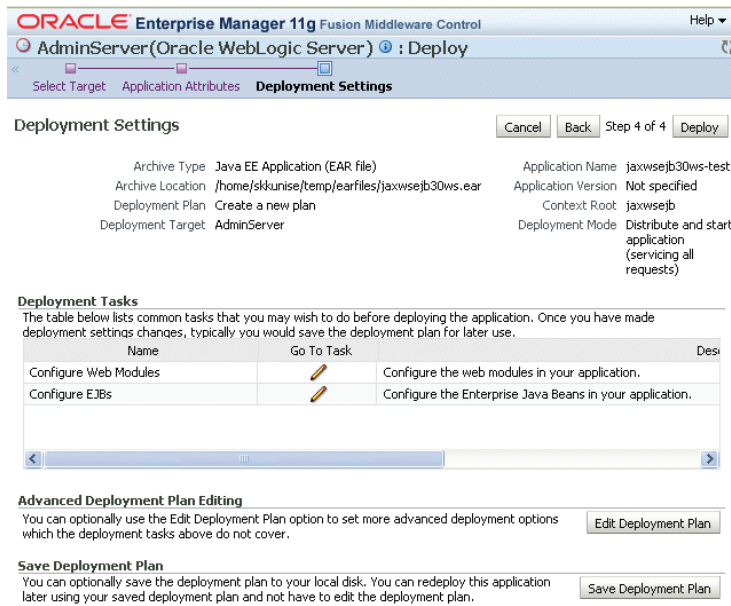 ORACLE Enterprise Manager 11g Fusion Middleware Control
Help
AdminServer(Oracle WebLogic Server) : Deploy
Select Target Application Attributes Deployment Settings
Deployment Settings
Cancel Back Step 4 of 4 Deploy
Archive Type Java EE Application (EAR file)
Archive Location /home/skkunise/temp/earfiles/jaxwsejb30ws.ear
Deployment Plan Create a new plan
Deployment Target AdminServer
Application Name jaxwsejb30ws-test
Application Version Not specified
Context Root jaxwsejb
Deployment Mode Distribute and start
application
(servicing all
requests)
Deployment Tasks
The table below lists common tasks that you may wish to do before deploying the application. Once you have made
deployment settings changes, typically you would save the deployment plan for later use.
Name Go To Task Desc
Configure Web Modules Configure the web modules in your application.
Configure EJBs Configure the Enterprise Java Beans in your application.
Advanced Deployment Plan Editing
You can optionally use the Edit Deployment Plan option to set more advanced deployment options
which the deployment tasks above do not cover.
Edit Deployment Plan
Save Deployment Plan
You can optionally save the deployment plan to your local disk. You can redeploy this application
later using your saved deployment plan and not have to edit the deployment plan.
Save Deployment Plan